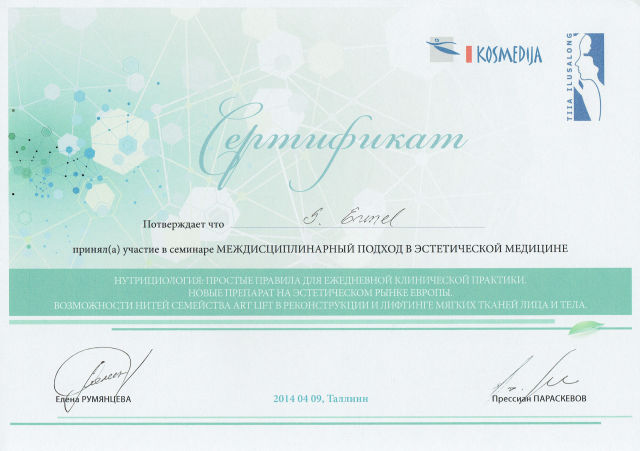 KOSMEDIJA
TIIA ILUSALONG
Сертификат
Потверждает что S. Ermel
принял(а) участие в семинаре МЕЖДИСЦИПЛИНАРНЫЙ ПОДХОД В ЭСТЕТИЧЕСКОЙ МЕДИЦИНЕ
НУТРИЦИОЛОГИЯ: ПРОСТЫЕ ПРАВИЛА ДЛЯ ЕЖЕДНЕВНОЙ КЛИНИЧЕСКОЙ ПРАКТИКИ.
НОВЫЕ ПРЕПАРАТ НА ЭСТЕТИЧЕСКОМ РЫНКЕ ЕВРОПЫ.
ВОЗМОЖНОСТИ НИТЕЙ СЕМЕЙСТВА ART LIFT В РЕКОНСТРУКЦИИ И ЛИФТИНГЕ МЯГКИХ ТКАНЕЙ ЛИЦА И ТЕЛА.
Елена РУМЯНЦЕВА
2014 04 09, Таллинн
Прессиан ПАРАСКЕВОВ